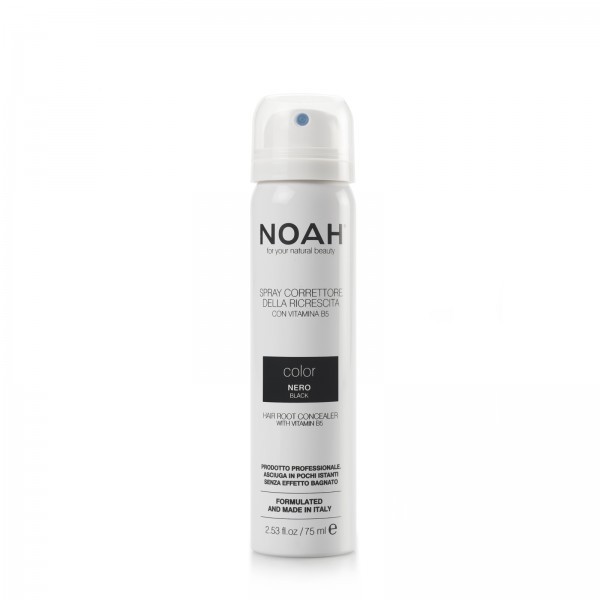 NOAH
for your natural beauty
SPRAY CORRETTORE
DELLA RICRESCITA
CON VITAMINA B5
color
NERO
BLACK
HAIR ROOT CONCEALER
WITH VITAMIN B5
PRODOTTO PROFESSIONALE.
ASCIUGA IN POCHI ISTANTI
SENZA EFFETTO BAGNATO
FORMULATED
AND MADE IN ITALY
2.53 fl.oz / 75 ml ℮